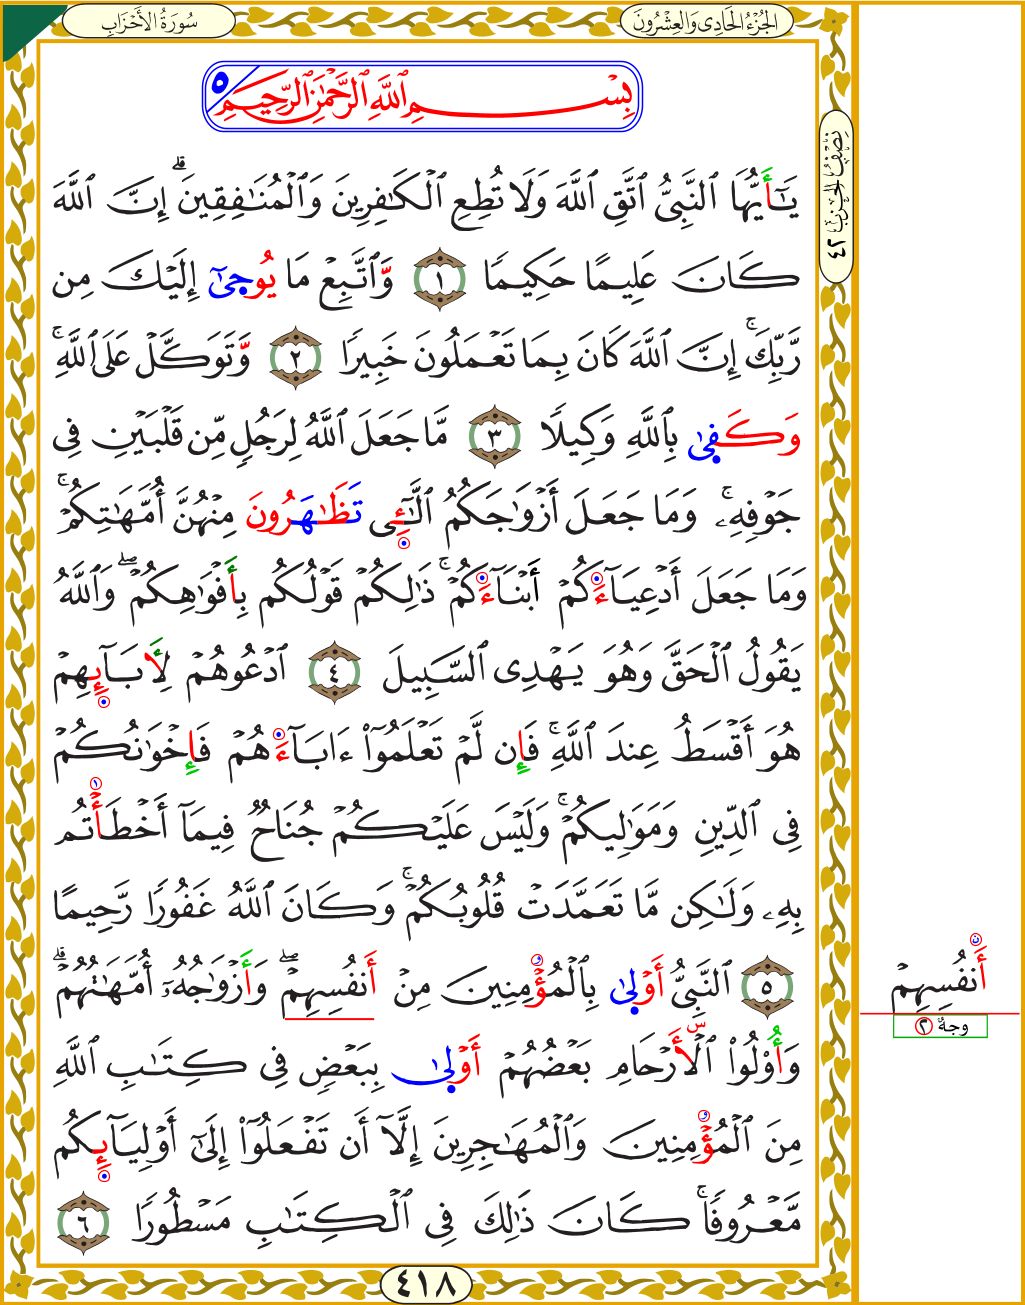 الجُزْءُ الحَادِى وَالعِشْرُونَ
سُورَةُ الأَحْزَابِ
بِسْمِ ٱللَّهِ ٱلرَّحْمَٰنِ ٱلرَّحِيمِ ٥
يَـٰٓأَيُّهَا ٱلنَّبِىُّ ٱتَّقِ ٱللَّهَ وَلَا تُطِعِ ٱلْكَـٰفِرِينَ وَٱلْمُنَـٰفِقِينَ ۗ إِنَّ ٱللَّهَ
كَانَ عَلِيمًا حَكِيمًا ١ وَّٱتَّبِعْ مَا يُوحِىٰٓ إِلَيْكَ مِن
رَّبِّكَ ۚ إِنَّ ٱللَّهَ كَانَ بِمَا تَعْمَلُونَ خَبِيرًا ٢ وَّتَوَكَّلْ عَلَى ٱللَّهِ ۚ
وَكَفِىٰ بِٱللَّهِ وَكِيلًا ٣ مَّا جَعَلَ ٱللَّهُ لِرَجُلٍ مِّن قَلْبَيْنِ فِى
جَوْفِهِۦ ۚ وَمَا جَعَلَ أَزْوَٰجَكُمُ ٱلَّـٰٓـِٔى تَظَـٰهَرُونَ مِنْهُنَّ أُمَّهَـٰتِكُمْ ۚ
وَمَا جَعَلَ أَدْعِيَآءَكُمْ أَبْنَآءَكُمْ ۚ ذَٰلِكُمْ قَوْلُكُم بِأَفْوَٰهِكُمْ ۖ وَٱللَّهُ
يَقُولُ ٱلْحَقَّ وَهُوَ يَهْدِى ٱلسَّبِيلَ ٤ ٱدْعُوهُمْ لِأَبَآئِهِمْ
هُوَ أَقْسَطُ عِندَ ٱللَّهِ ۚ فَإِن لَّمْ تَعْلَمُوٓا۟ ءَابَآءَهُمْ فَإِخْوَٰنُكُمْ
فِى ٱلدِّينِ وَمَوَٰلِيكُمْ ۚ وَلَيْسَ عَلَيْكُمْ جُنَاحٌ فِيمَآ أَخْطَأْتُم
بِهِۦ وَلَـٰكِن مَّا تَعَمَّدَتْ قُلُوبُكُمْ ۚ وَكَانَ ٱللَّهُ غَفُورًا رَّحِيمًا
٥ ٱلنَّبِىُّ أَوْلِىٰ بِٱلْمُؤْمِنِينَ مِنْ أَنفُسِهِمْ ۖ وَأَزْوَٰجُهُۥٓ أُمَّهَـٰتُهُمْ ۗ
وَأُو۟لُوا۟ ٱلْأَرْحَامِ بَعْضُهُمْ أَوْلِىٰ بِبَعْضٍ فِى كِتَـٰبِ ٱللَّهِ
مِنَ ٱلْمُؤْمِنِينَ وَٱلْمُهَـٰجِرِينَ إِلَّآ أَن تَفْعَلُوٓا۟ إِلَىٰٓ أَوْلِيَآئِكُم
مَّعْرُوفًا ۚ كَانَ ذَٰلِكَ فِى ٱلْكِتَـٰبِ مَسْطُورًا ٦
٤١٨
نِصْفُ الحِزْبِ ٤٢
أَنفُسِهِمْ
وجهٌ ٢